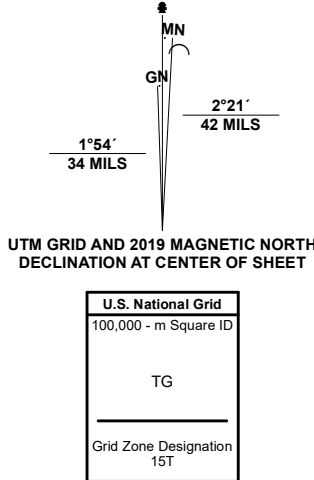 MN
GN
2°21´
42 MILS
1°54´
34 MILS
UTM GRID AND 2019 MAGNETIC NORTH
DECLINATION AT CENTER OF SHEET
U.S. National Grid
100,000 - m Square ID
TG
Grid Zone Designation
15T